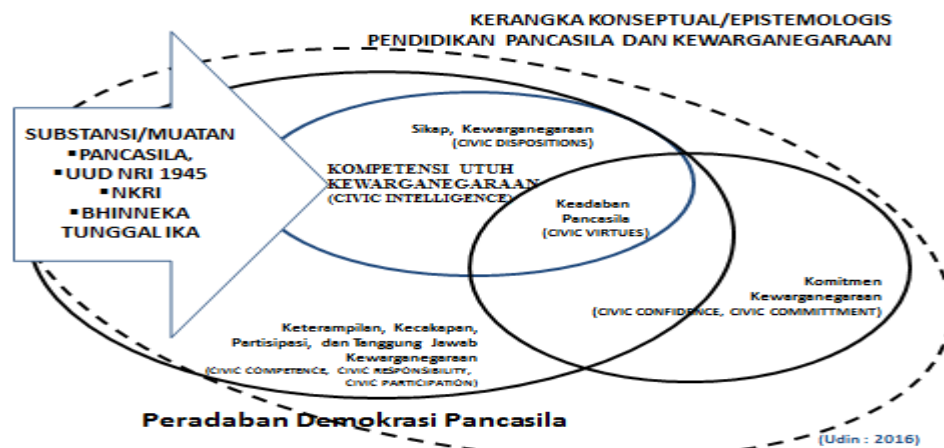 KERANGKA KONSEPTUAL/EPISTEMOLOGIS
PENDIDIKAN PANCASILA DAN KEWARGANEGARAAN
SUBSTANSI/MUATAN
▪PANCASILA,
▪UUD NRI 1945
▪NKRI
▪BHINNEKA
TUNGGAL IKA
Sikap, Kewarganegaraan
(CIVIC DISPOSITIONS)
KOMPETENSI UTUH
KEWARGANEGARAAN
(CIVIC INTELLIGENCE)
Keadaban
Pancasila
(CIVIC VIRTUES)
Komitmen
Kewarganegaraan
(CIVIC CONFIDENCE, CIVIC COMMITTMENT)
Keterampilan, Kecakapan,
Partisipasi, dan Tanggung Jawab
Kewarganegaraan
(CIVIC COMPETENCE, CIVIC RESPONSIBILITY,
CIVIC PARTICIPATION)
Peradaban Demokrasi Pancasila
(Udin : 2016)